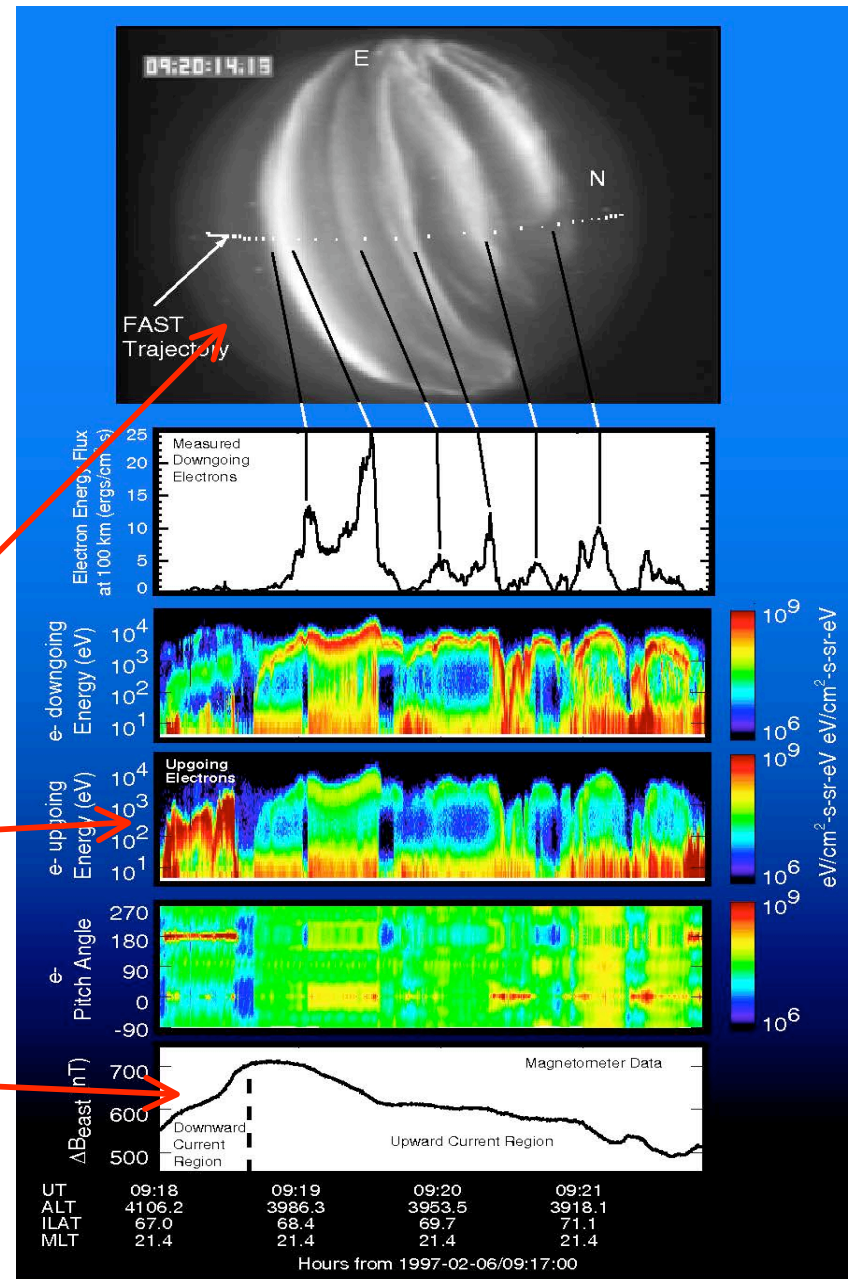 09:20:14.15
E
N
FAST
Trajectory
Electron Energy Flux
at 100 km (ergs/cm² s)
25
20
15
10
5
0
Measured
Downgoing
Electrons
e- downgoing
Energy (eV)
10⁴
10³
10²
10¹
10⁹
10⁶
eV/cm²-s-sr-eV
e- upgoing
Energy (eV)
10⁴
10³
10²
10¹
Upgoing
Electrons
10⁹
10⁶
eV/cm²-s-sr-eV
e-
Pitch Angle
270
180
90
0
-90
10⁹
10⁶
ΔBeast (nT)
700
600
500
Magnetometer Data
Downward
Current
Region
Upward Current Region
UT 09:18 09:19 09:20 09:21
ALT 4106.2 3986.3 3953.5 3918.1
ILAT 67.0 68.4 69.7 71.1
MLT 21.4 21.4 21.4 21.4
Hours from 1997-02-06/09:17:00